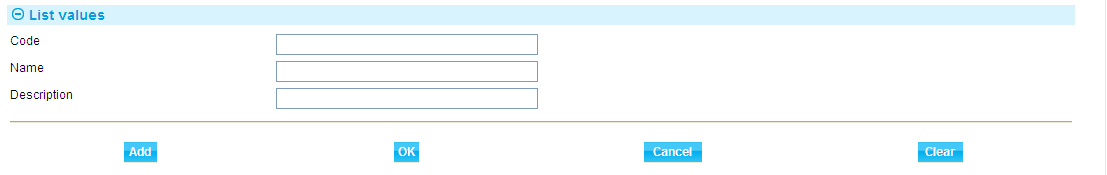 List values
Code
Name
Description
Add OK Cancel Clear